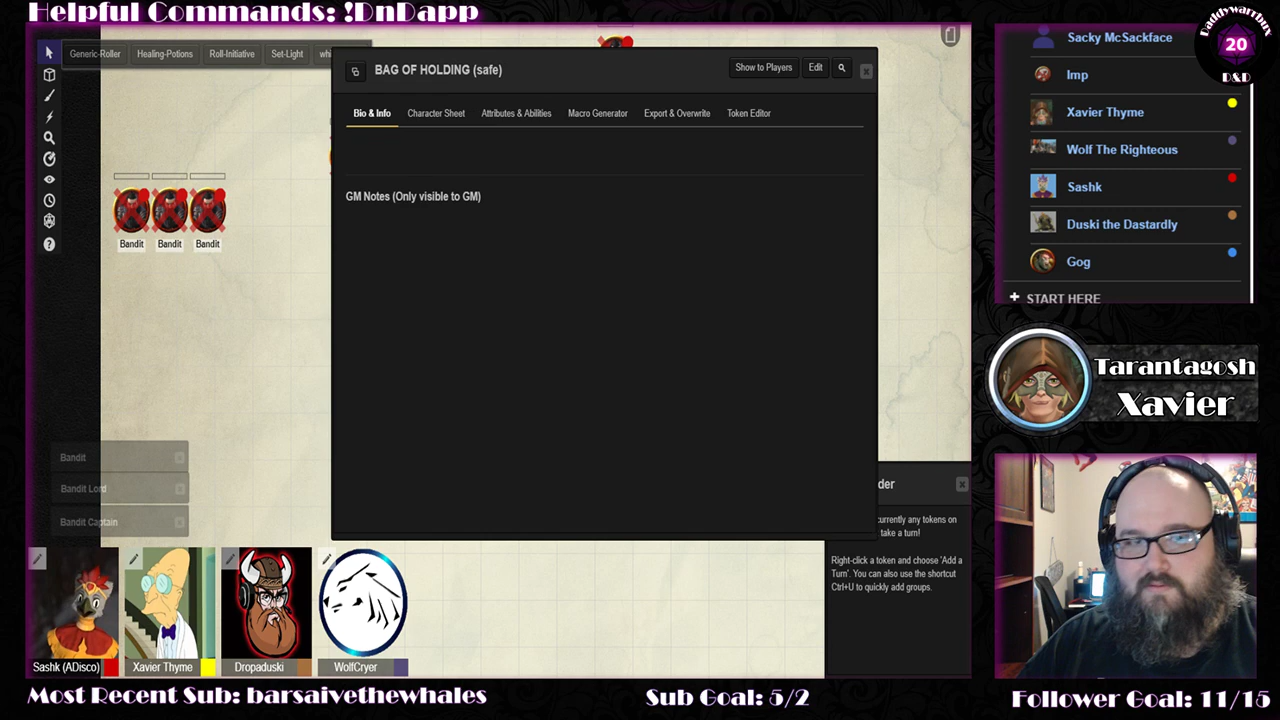 Helpful Commands: !DnDapp
Generic-Roller
Healing-Potions
Roll-Initiative
Set-Light
whi
BAG OF HOLDING (safe)
Show to Players
Edit
Bio & Info
Character Sheet
Attributes & Abilities
Macro Generator
Export & Overwrite
Token Editor
GM Notes (Only visible to GM)
Bandit
Bandit
Bandit
Bandit
Bandit Lord
Bandit Captain
der
currently any tokens on
take a turn!
Right-click a token and choose 'Add a
Turn'. You can also use the shortcut
Ctrl+U to quickly add groups.
Sashk (ADisco)
Xavier Thyme
Dropaduski
WolfCryer
Sacky McSackface
Imp
Xavier Thyme
Wolf The Righteous
Sashk
Duski the Dastardly
Gog
START HERE
Daddywarrbux
20
D&D
Tarantagosh
Xavier
Most Recent Sub: barsaivethewhales
Sub Goal: 5/2
Follower Goal: 11/15